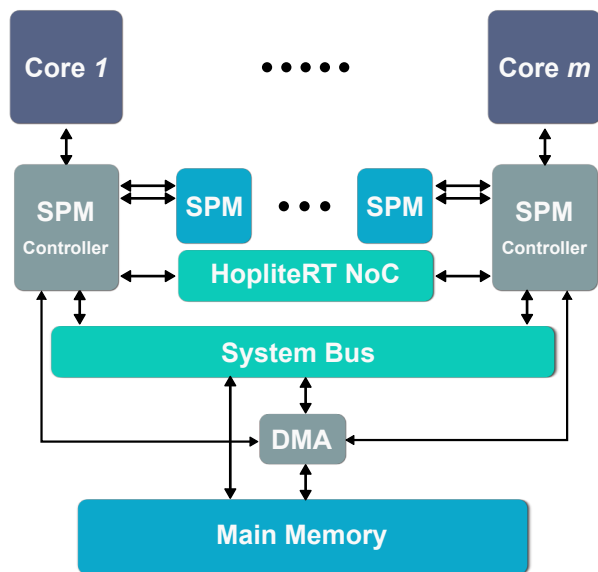 Core 1
Core m
SPM
Controller
SPM
SPM
SPM
Controller
HopliteRT NoC
System Bus
DMA
Main Memory